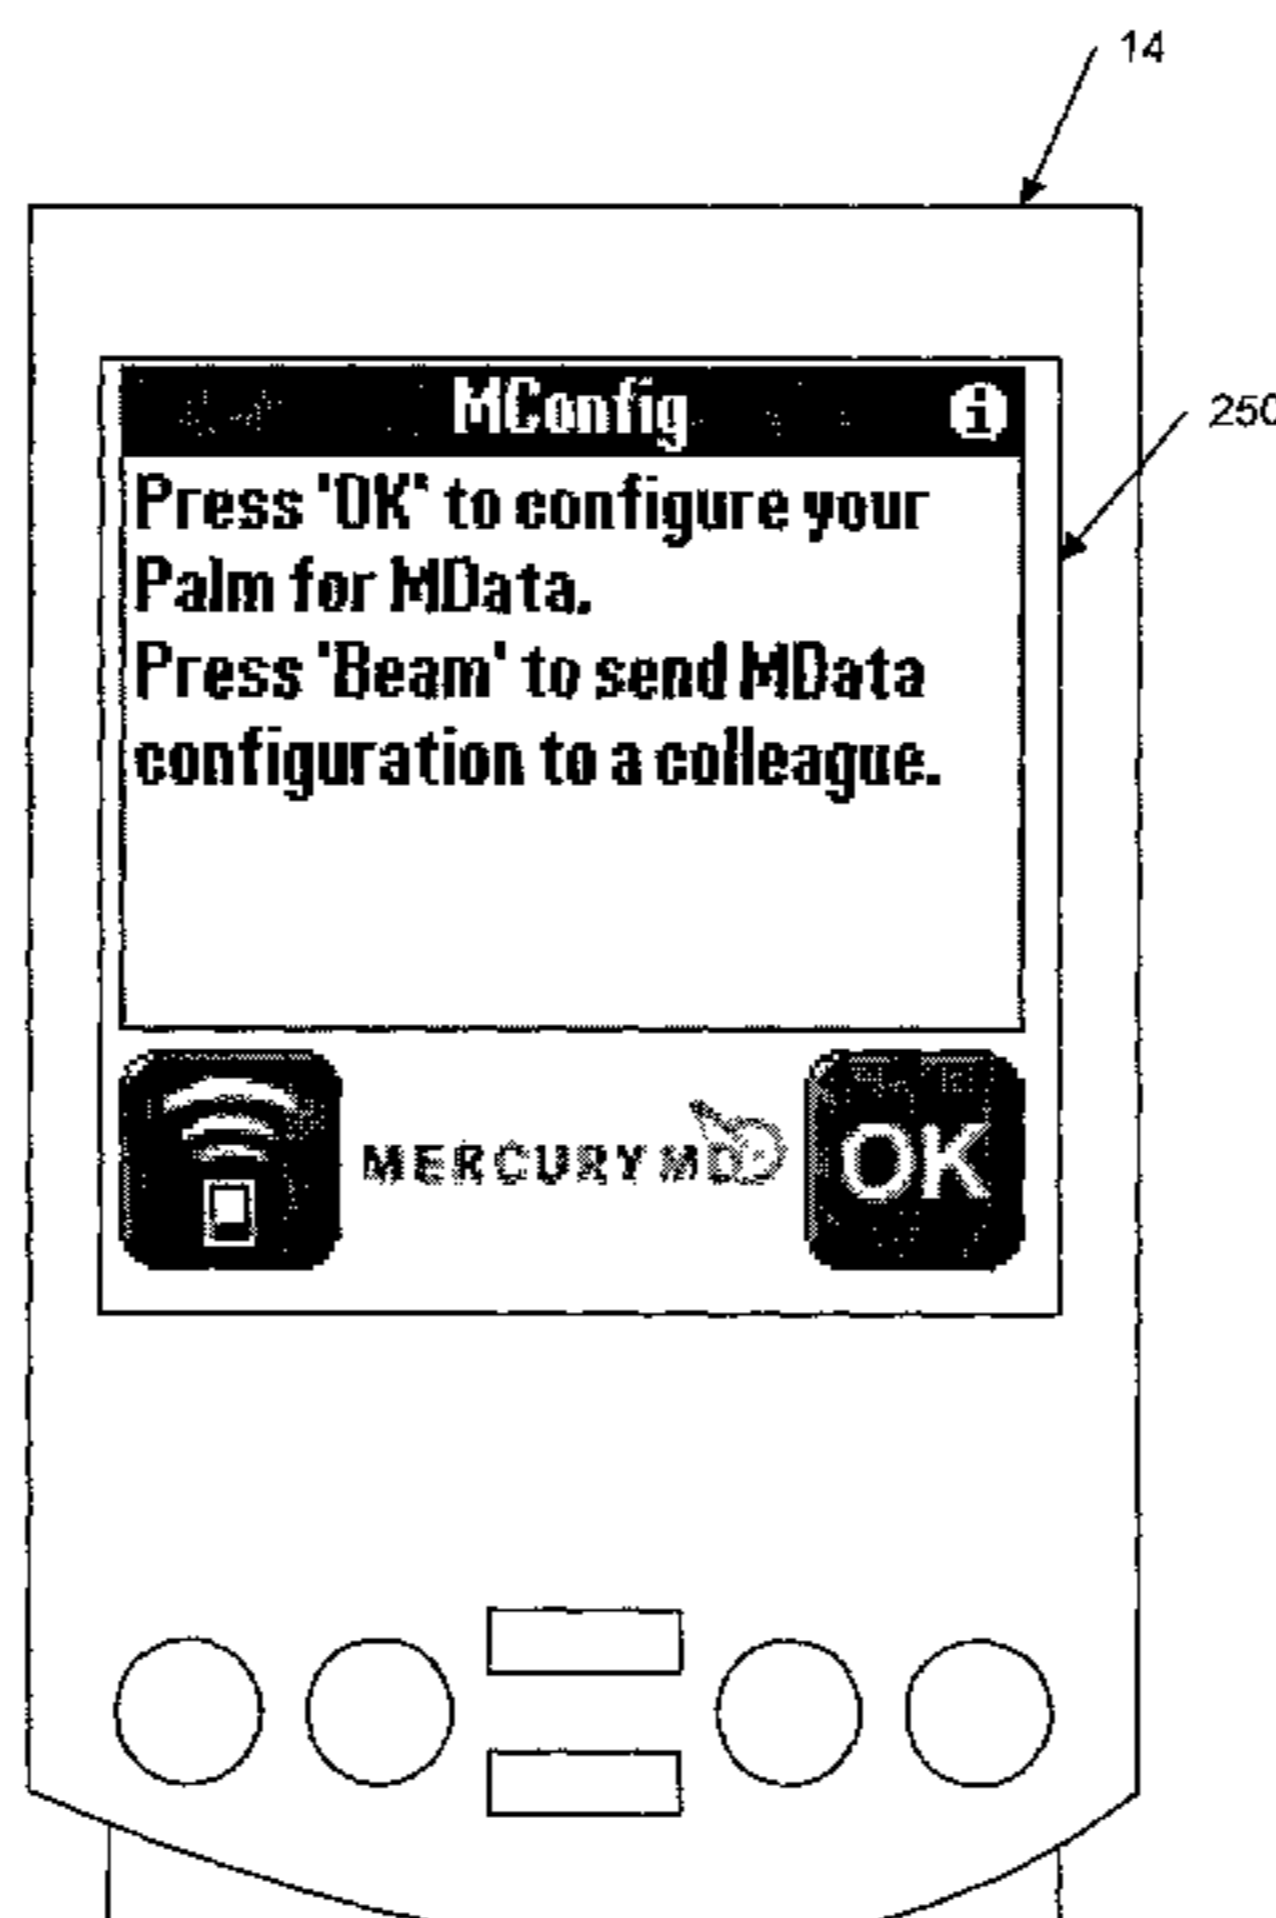 14
MConfig
250
Press 'OK' to configure your
Palm for MData.
Press 'Beam' to send MData
configuration to a colleague.
MERCURY MD
OK